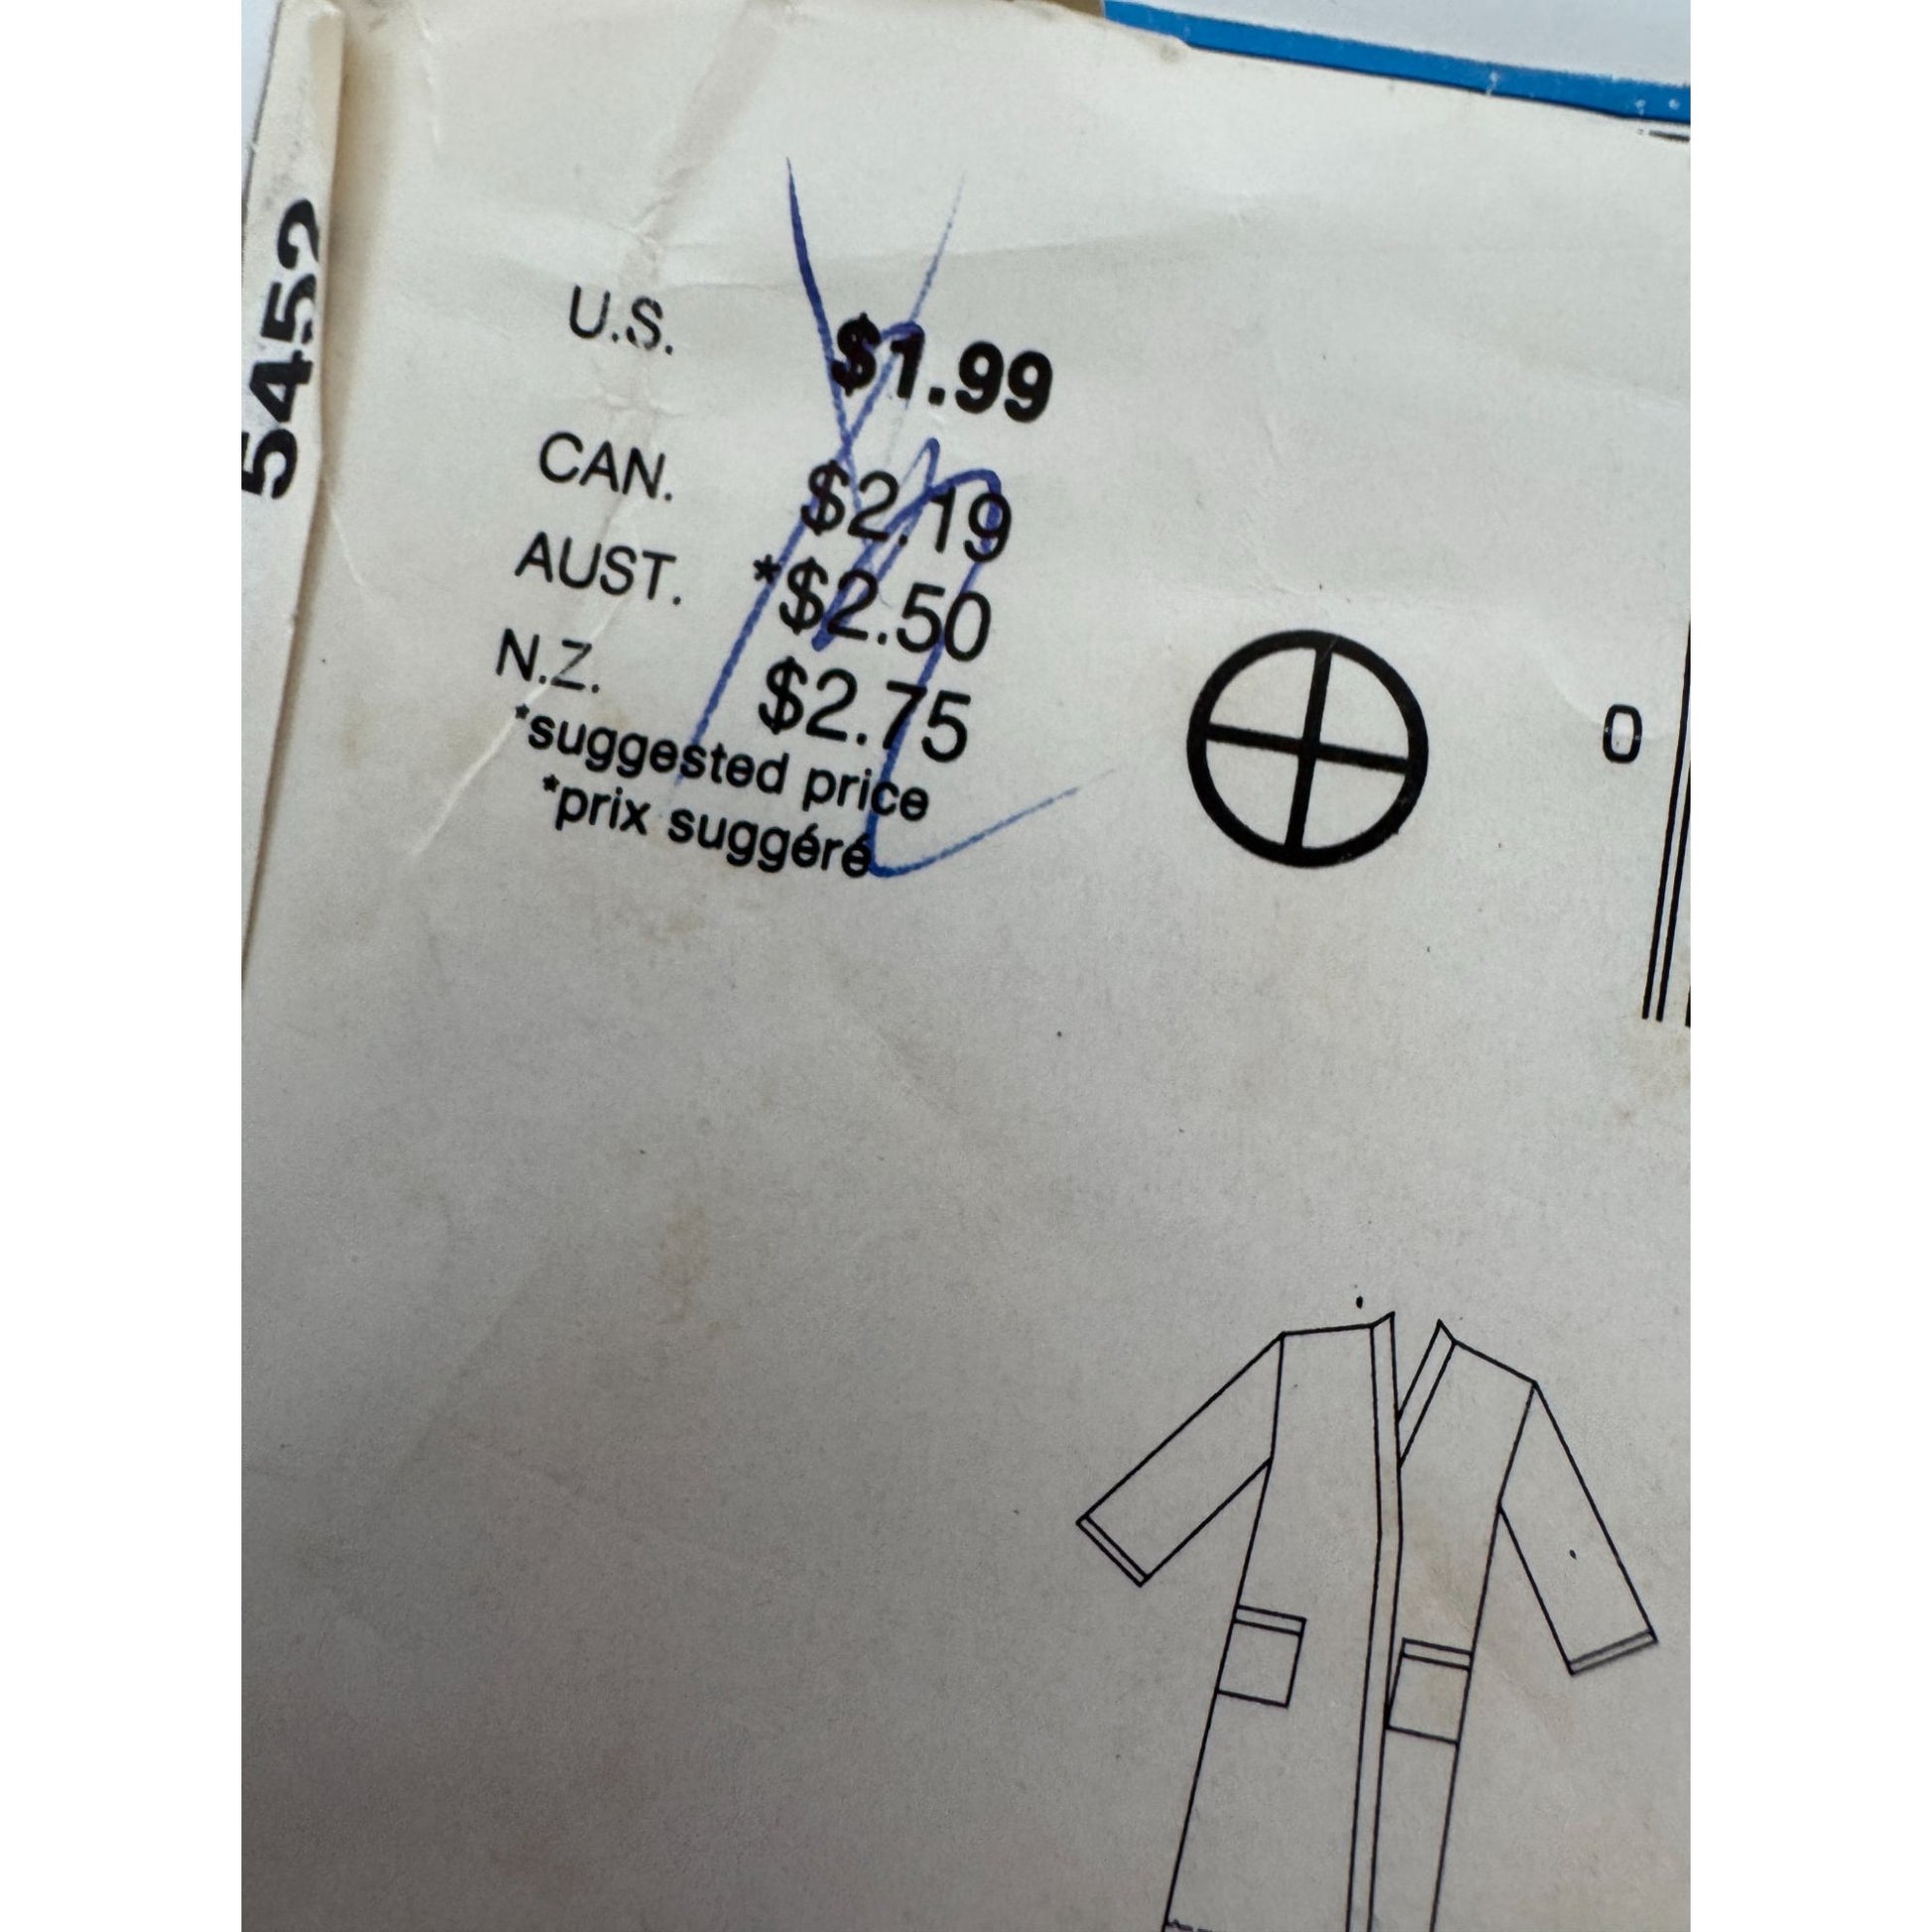 5452
U.S. $1.99
CAN. $2.19
AUST. *$2.50
N.Z. $2.75
*suggested price
*prix suggéré
0